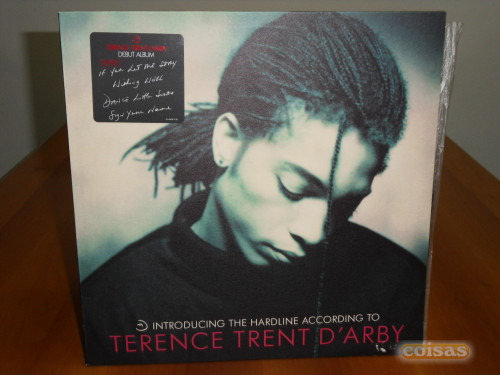 DEBUT ALBUM
If You Let Me Stay
Wishing Well
Dance Little Sister
Sign Your Name
INTRODUCING THE HARDLINE ACCORDING TO
TERENCE TRENT D'ARBY
coisas